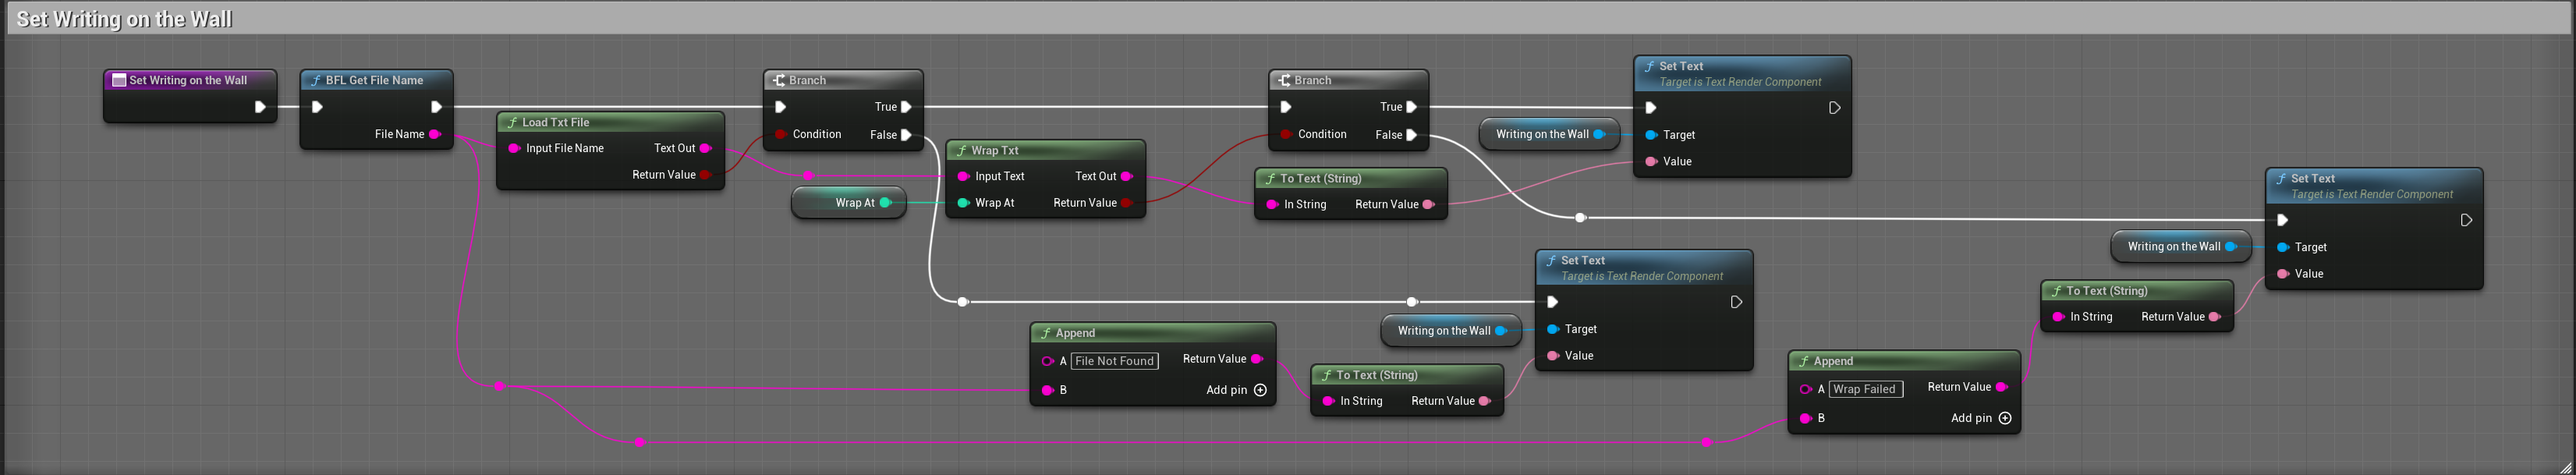 Set Writing on the Wall
Set Writing on the Wall
BFL Get File Name
File Name
Load Txt File
Input File Name Text Out
Return Value
Branch
True
Condition False
Wrap At
Wrap Txt
Input Text Text Out
Wrap At Return Value
Branch
True
Condition False
To Text (String)
In String Return Value
Writing on the Wall
Set Text
Target is Text Render Component
Target
Value
Append
A File Not Found Return Value
B Add pin
To Text (String)
In String Return Value
Writing on the Wall
Set Text
Target is Text Render Component
Target
Value
Append
A Wrap Failed Return Value
B Add pin
To Text (String)
In String Return Value
Writing on the Wall
Set Text
Target is Text Render Component
Target
Value